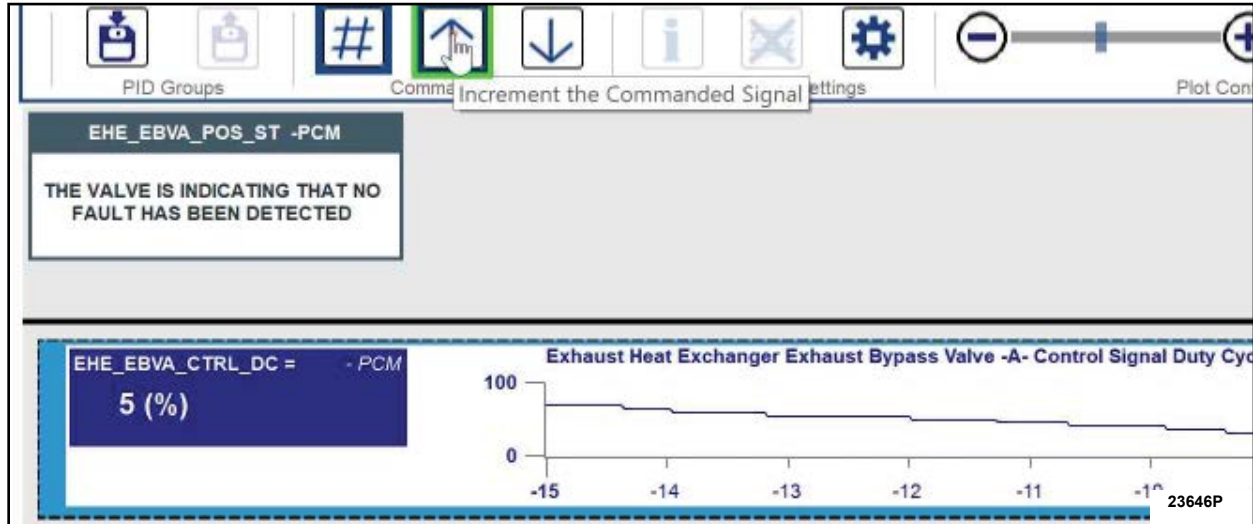 PID Groups
Increment the Commanded Signal
ettings
Plot Con
EHE_EBVA_POS_ST -PCM
THE VALVE IS INDICATING THAT NO
FAULT HAS BEEN DETECTED
EHE_EBVA_CTRL_DC = - PCM
5 (%)
Exhaust Heat Exchanger Exhaust Bypass Valve -A- Control Signal Duty Cyc
100
0
-15 -14 -13 -12 -11
23646P